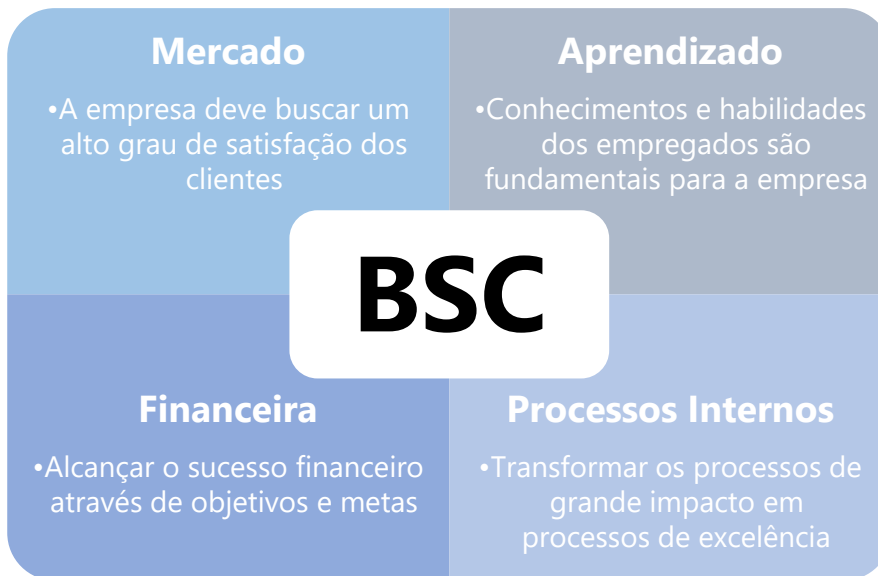 Mercado
•A empresa deve buscar um
alto grau de satisfação dos
clientes
Aprendizado
•Conhecimentos e habilidades
dos empregados são
fundamentais para a empresa
BSC
Financeira
•Alcançar o sucesso financeiro
através de objetivos e metas
Processos Internos
•Transformar os processos de
grande impacto em
processos de excelência